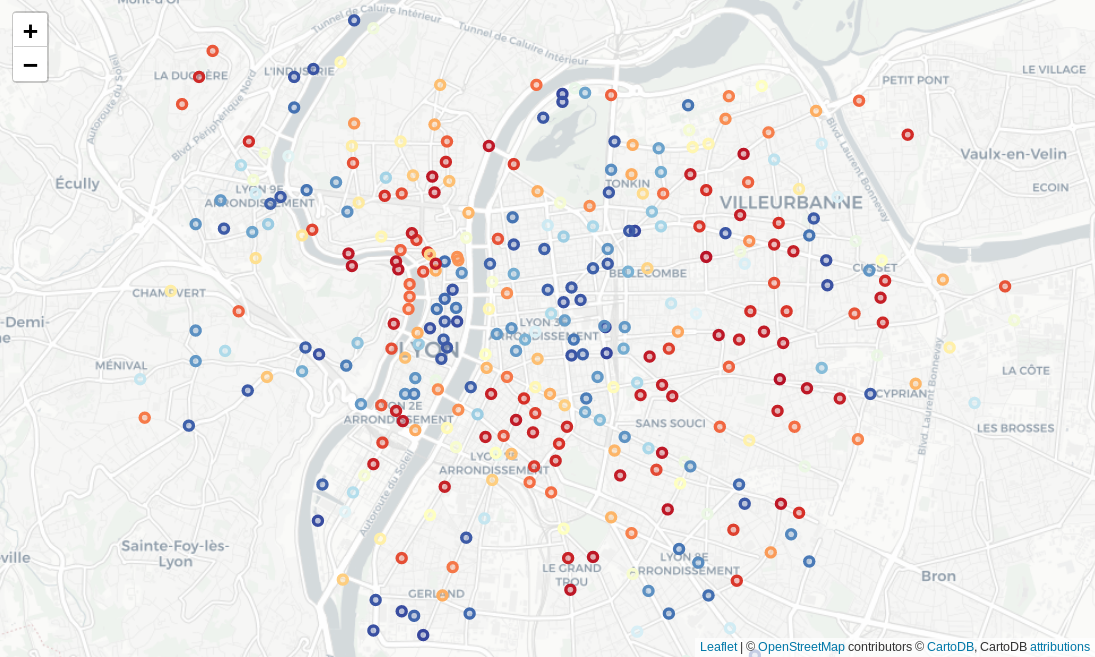 Mont-d'Or
Tunnel de Caluire Intérieur
Tunnel de Caluire Intérieur
+
−
LA DUCHÈRE
L'INDUSTRIE
PETIT PONT
LE VILLAGE
Autoroute du Soleil
Blvd. Périphérique Nord
Blvd. Laurent Bonnevay
Vaulx-en-Velin
Écully
LYON 9E
ARRONDISSEMENT
TONKIN
ECOIN
VILLEURBANNE
BELLECOMBE
CUSSET
CHAMPVERT
-Demi-
LYON 3E
ARRONDISSEMENT
LYON
MÉNIVAL
LA CÔTE
Blvd. Laurent Bonnevay
CYPRIAN
LYON 2E
ARRONDISSEMENT
SANS SOUCI
LES BROSSES
LYON 7E
ARRONDISSEMENT
Autoroute du Soleil
Sainte-Foy-lès-
Lyon
eville
LE GRAND
TROU
LYON 8E
ARRONDISSEMENT
Bron
GERLAND
Leaflet | © OpenStreetMap contributors © CartoDB, CartoDB attributions